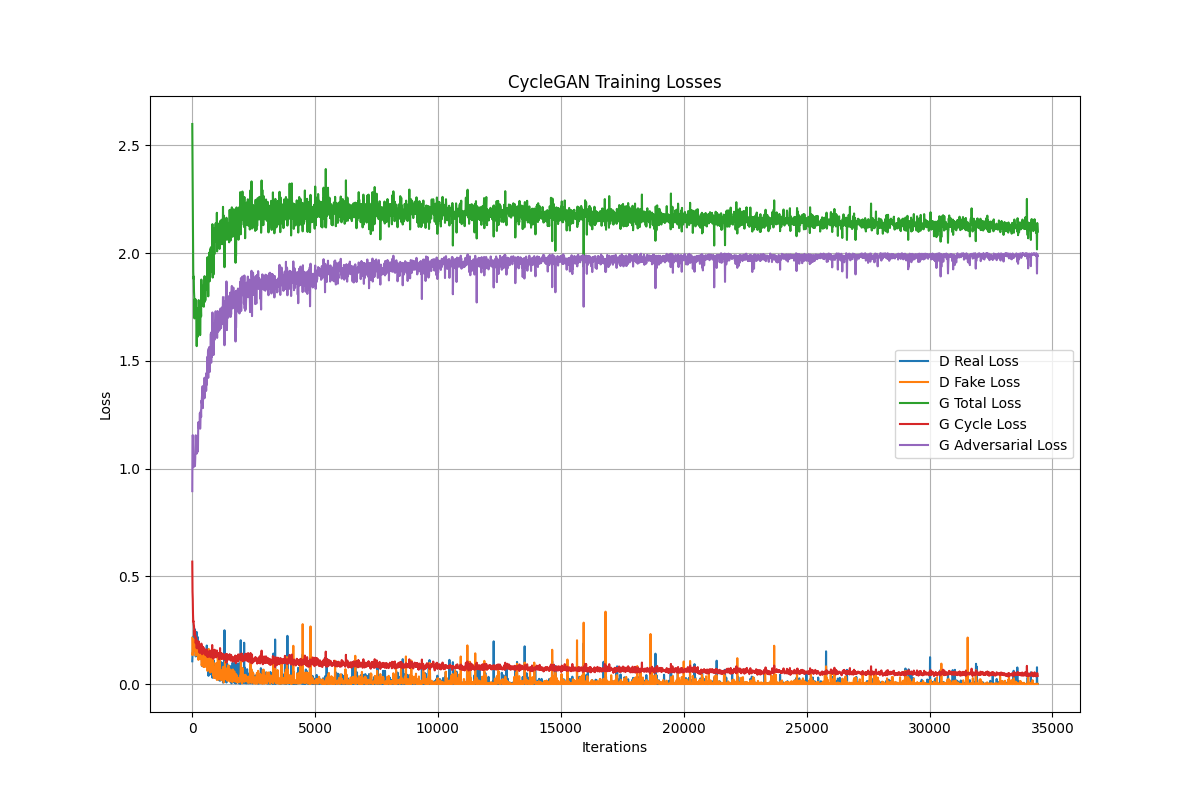 CycleGAN Training Losses
2.5
2.0
1.5
1.0
0.5
0.0
Loss
D Real Loss
D Fake Loss
G Total Loss
G Cycle Loss
G Adversarial Loss
0 5000 10000 15000 20000 25000 30000 35000
Iterations